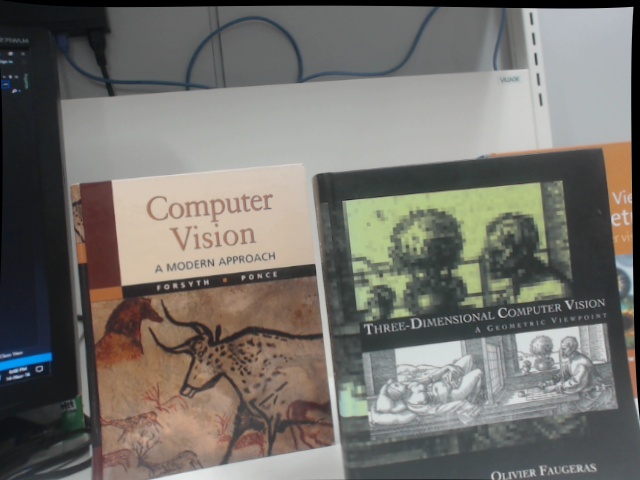 Computer
Vision
A MODERN APPROACH
FORSYTH PONCE
THREE-DIMENSIONAL COMPUTER VISION
A GEOMETRIC VIEWPOINT
OLIVIER FAUGERAS